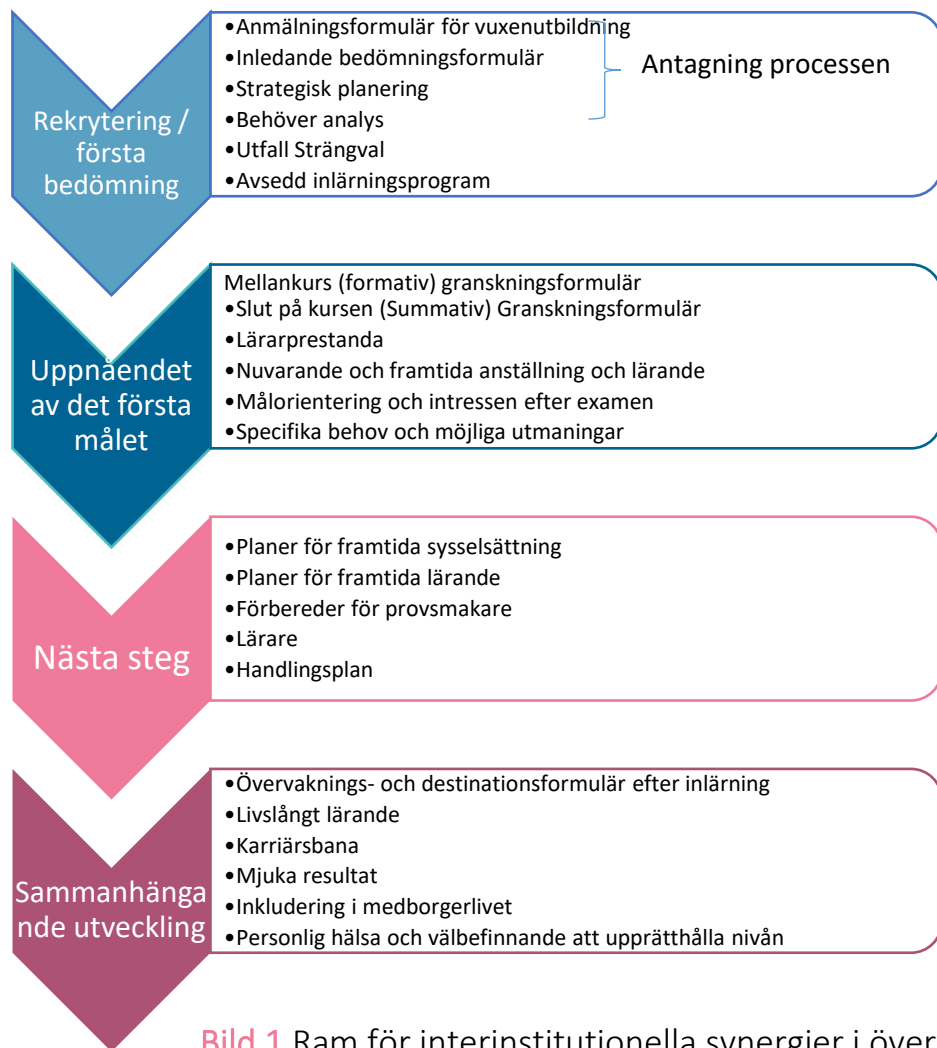 Rekrytering /
första
bedömning
•Anmälningsformulär för vuxenutbildning
•Inledande bedömningsformulär
•Strategisk planering
•Behöver analys
•Utfall Strängval
•Avsedd inlärningsprogram
Antagning processen
Uppnåendet
av det första
målet
Mellankurs (formativ) granskningsformulär
•Slut på kursen (Summativ) Granskningsformulär
•Lärarprestanda
•Nuvarande och framtida anställning och lärande
•Målorientering och intressen efter examen
•Specifika behov och möjliga utmaningar
Nästa steg
•Planer för framtida sysselsättning
•Planer för framtida lärande
•Förbereder för provsmakare
•Lärare
•Handlingsplan
Sammanhänga
nde utveckling
•Övervaknings- och destinationsformulär efter inlärning
•Livslångt lärande
•Karriärsbana
•Mjuka resultat
•Inkludering i medborgerlivet
•Personlig hälsa och välbefinnande att upprätthålla nivån
Bild 1 Ram för interinstitutionella synergier i över